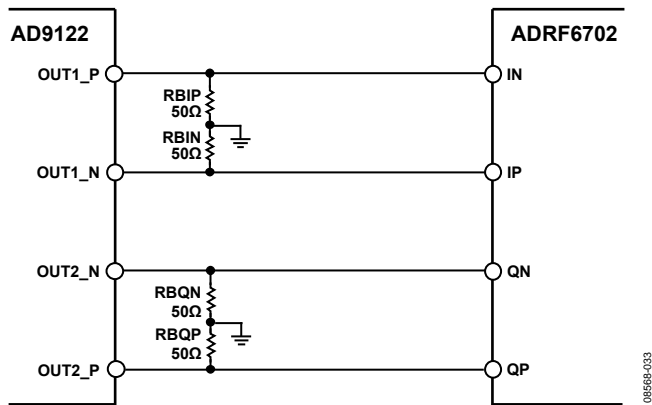 AD9122
ADRF6702
OUT1_P
IN
RBIP
50Ω
RBIN
50Ω
OUT1_N
IP
OUT2_N
QN
RBQN
50Ω
RBQP
50Ω
OUT2_P
QP
08568-033